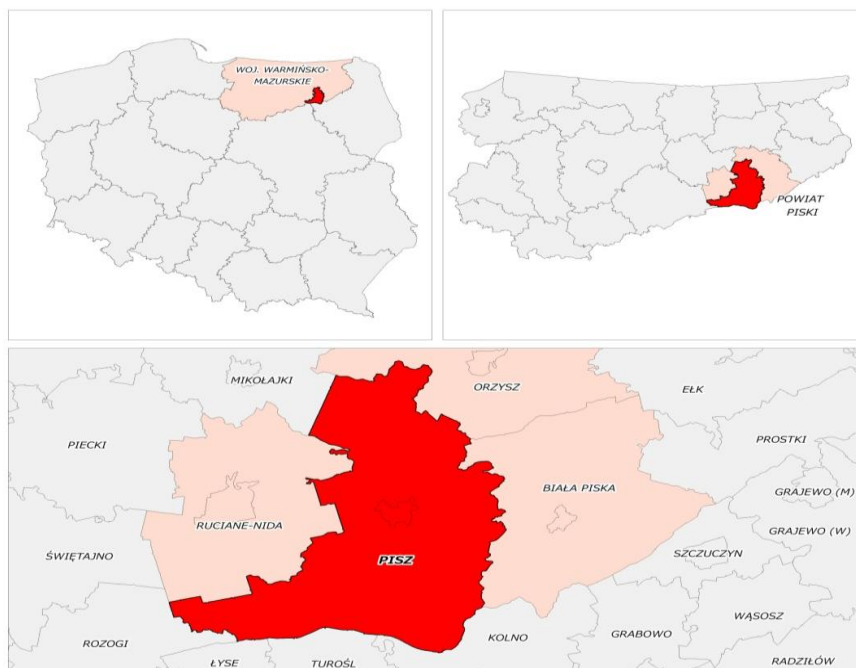 WOJ. WARMIŃSKO-
MAZURSKIE
POWIAT
PISKI
MIKOŁAJKI
ORZYSZ
EŁK
PIECKI
PROSTKI
BIAŁA PISKA
GRAJEWO (M)
RUCIANE-NIDA
GRAJEWO (W)
ŚWIĘTAJNO
PISZ
SZCZUCZYN
WĄSOSZ
ROZOGI
KOLNO
GRABOWO
ŁYSE
TUROŚL
RADZIŁÓW